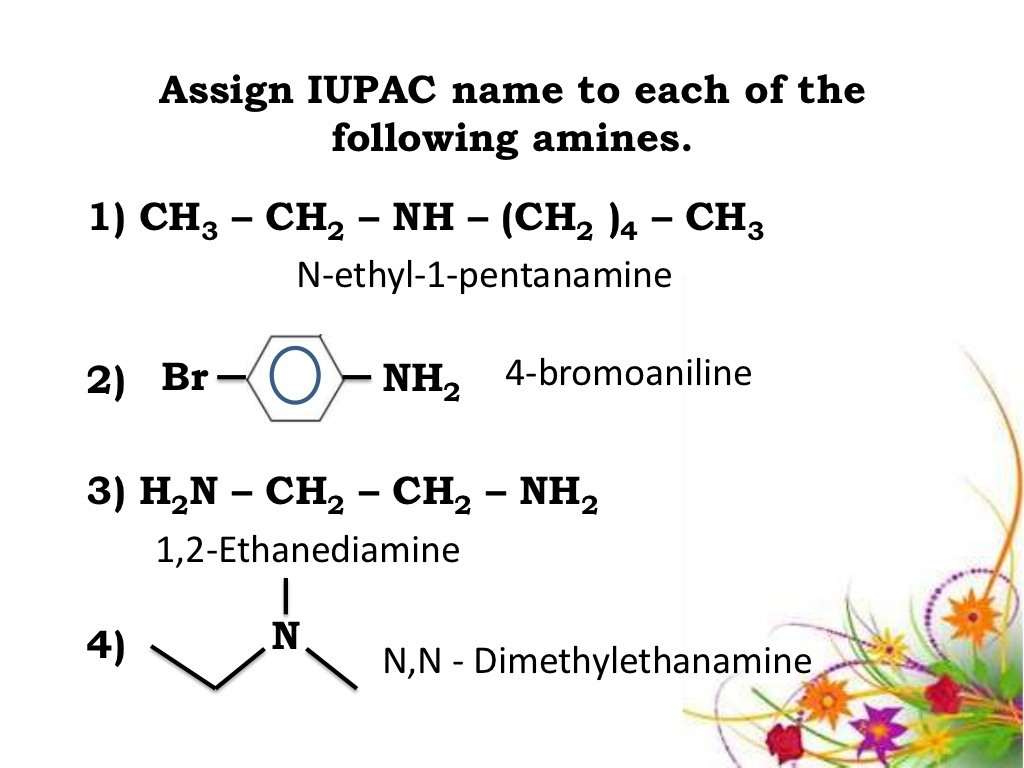 Assign IUPAC name to each of the
following amines.
1) CH₃ – CH₂ – NH – (CH₂ )₄ – CH₃
N-ethyl-1-pentanamine
2) Br NH₂ 4-bromoaniline
3) H₂N – CH₂ – CH₂ – NH₂
1,2-Ethanediamine
4) N N,N - Dimethylethanamine